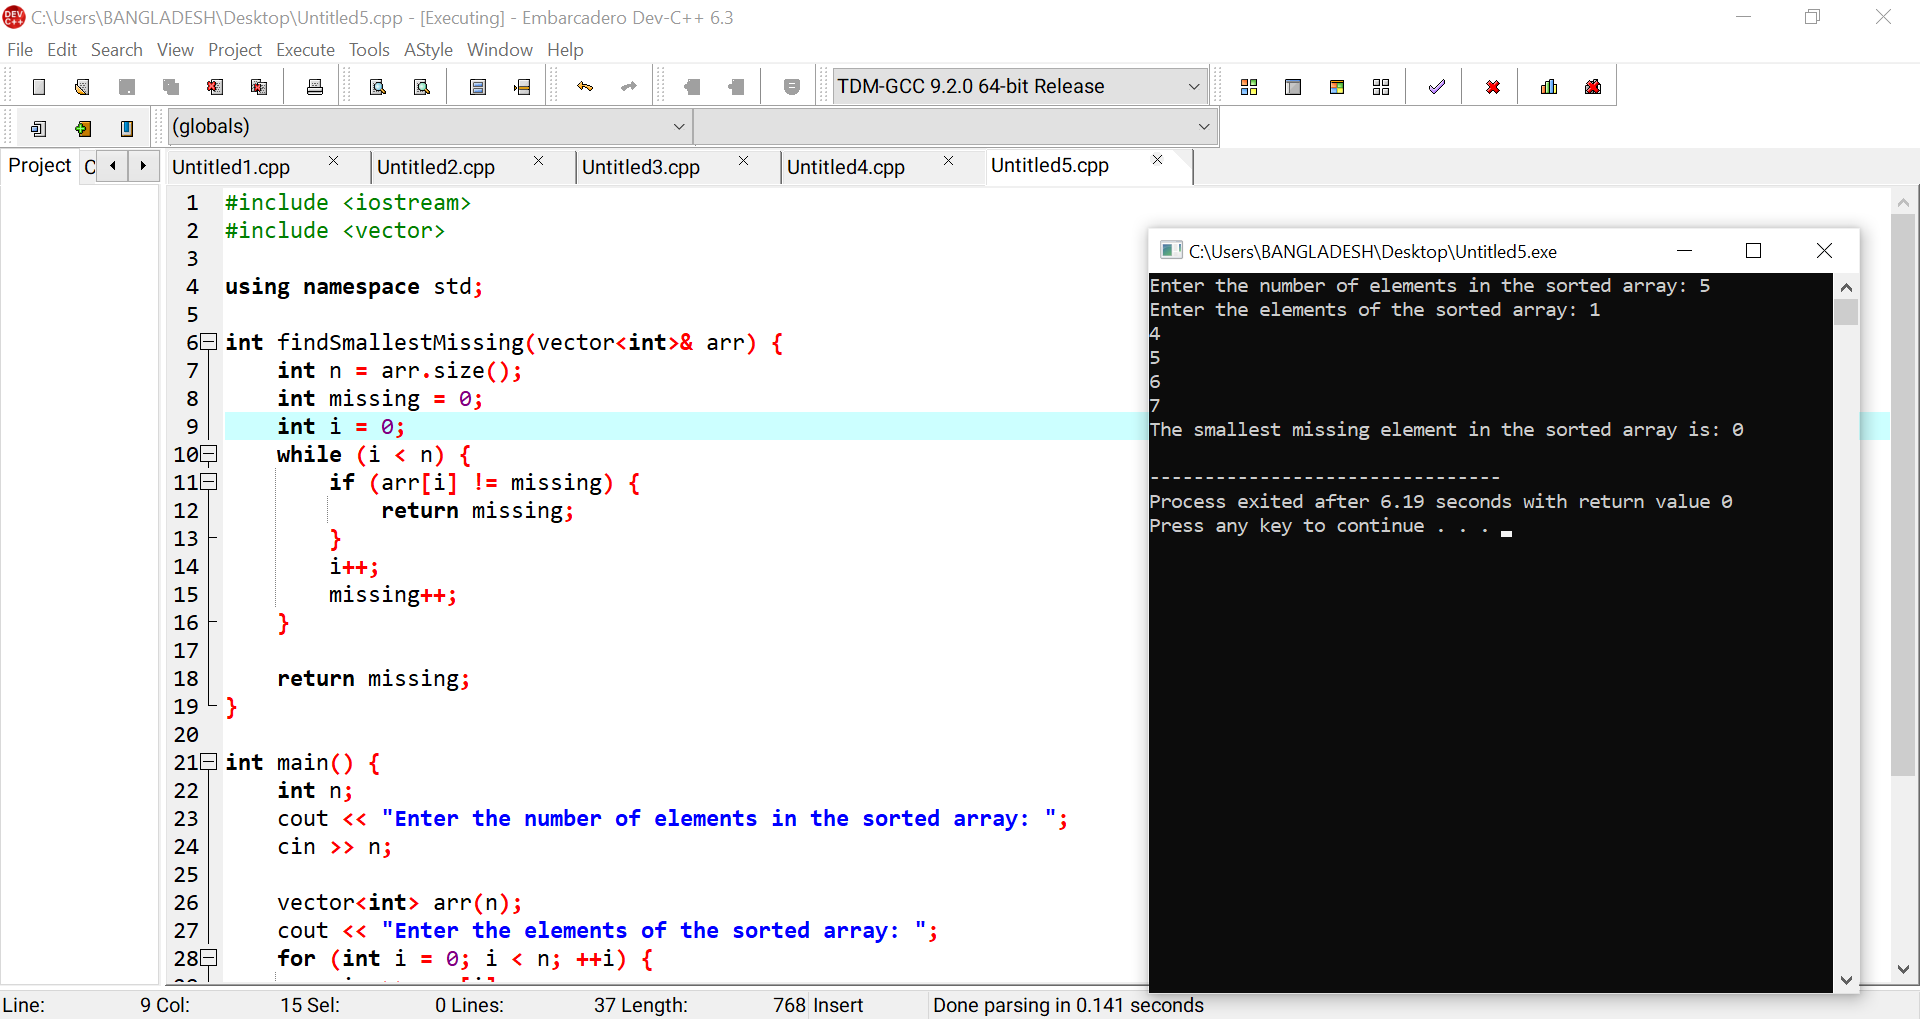 C:\Users\BANGLADESH\Desktop\Untitled5.cpp - [Executing] - Embarcadero Dev-C++ 6.3
File Edit Search View Project Execute Tools AStyle Window Help
TDM-GCC 9.2.0 64-bit Release
(globals)
Project C Untitled1.cpp Untitled2.cpp Untitled3.cpp Untitled4.cpp Untitled5.cpp
1 #include <iostream>
2 #include <vector>
3
4 using namespace std;
5
6 int findSmallestMissing(vector<int>& arr) {
7 int n = arr.size();
8 int missing = 0;
9 int i = 0;
10 while (i < n) {
11 if (arr[i] != missing) {
12 return missing;
13 }
14 i++;
15 missing++;
16 }
17
18 return missing;
19 }
20
21 int main() {
22 int n;
23 cout << "Enter the number of elements in the sorted array: ";
24 cin >> n;
25
26 vector<int> arr(n);
27 cout << "Enter the elements of the sorted array: ";
28 for (int i = 0; i < n; ++i) {
C:\Users\BANGLADESH\Desktop\Untitled5.exe
Enter the number of elements in the sorted array: 5
Enter the elements of the sorted array: 1
4
5
6
7
The smallest missing element in the sorted array is: 0
--------------------------------
Process exited after 6.19 seconds with return value 0
Press any key to continue . . .
Line: 9 Col: 15 Sel: 0 Lines: 37 Length: 768 Insert Done parsing in 0.141 seconds